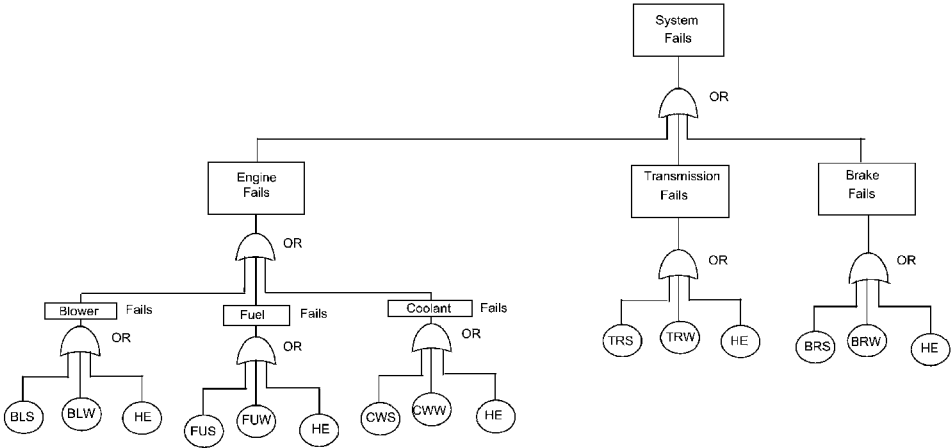 System
Fails
OR
Engine
Fails
Transmission
Fails
Brake
Fails
OR
OR
OR
Blower
Fails
Fuel
Fails
Coolant
Fails
OR
OR
OR
TRS
TRW
HE
BRS
BRW
HE
BLS
BLW
HE
FUS
FUW
HE
CWS
CWW
HE